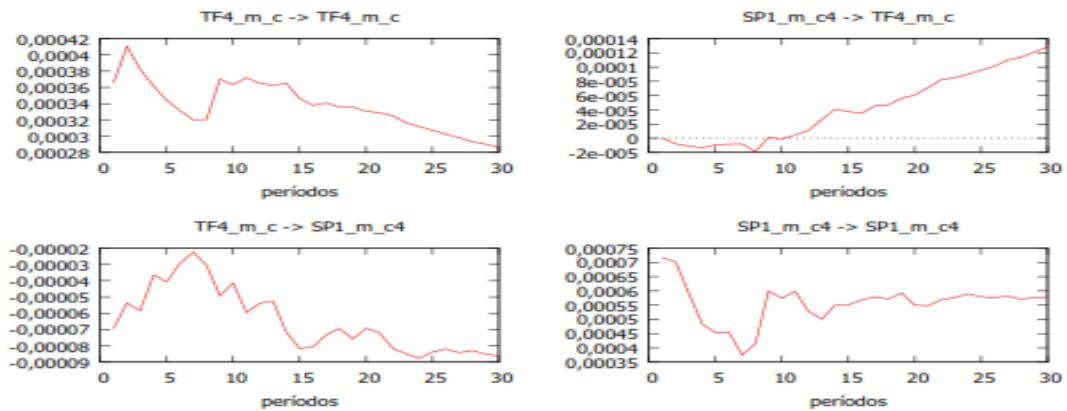 TF4_m_c -> TF4_m_c
0,00042
0,0004
0,00038
0,00036
0,00034
0,00032
0,0003
0,00028
0 5 10 15 20 25 30
períodos
SP1_m_c4 -> TF4_m_c
0,00014
0,00012
0,0001
8e-005
6e-005
4e-005
2e-005
0
-2e-005
0 5 10 15 20 25 30
períodos
TF4_m_c -> SP1_m_c4
-0,00002
-0,00003
-0,00004
-0,00005
-0,00006
-0,00007
-0,00008
-0,00009
0 5 10 15 20 25 30
períodos
SP1_m_c4 -> SP1_m_c4
0,00075
0,0007
0,00065
0,0006
0,00055
0,0005
0,00045
0,0004
0,00035
0 5 10 15 20 25 30
períodos